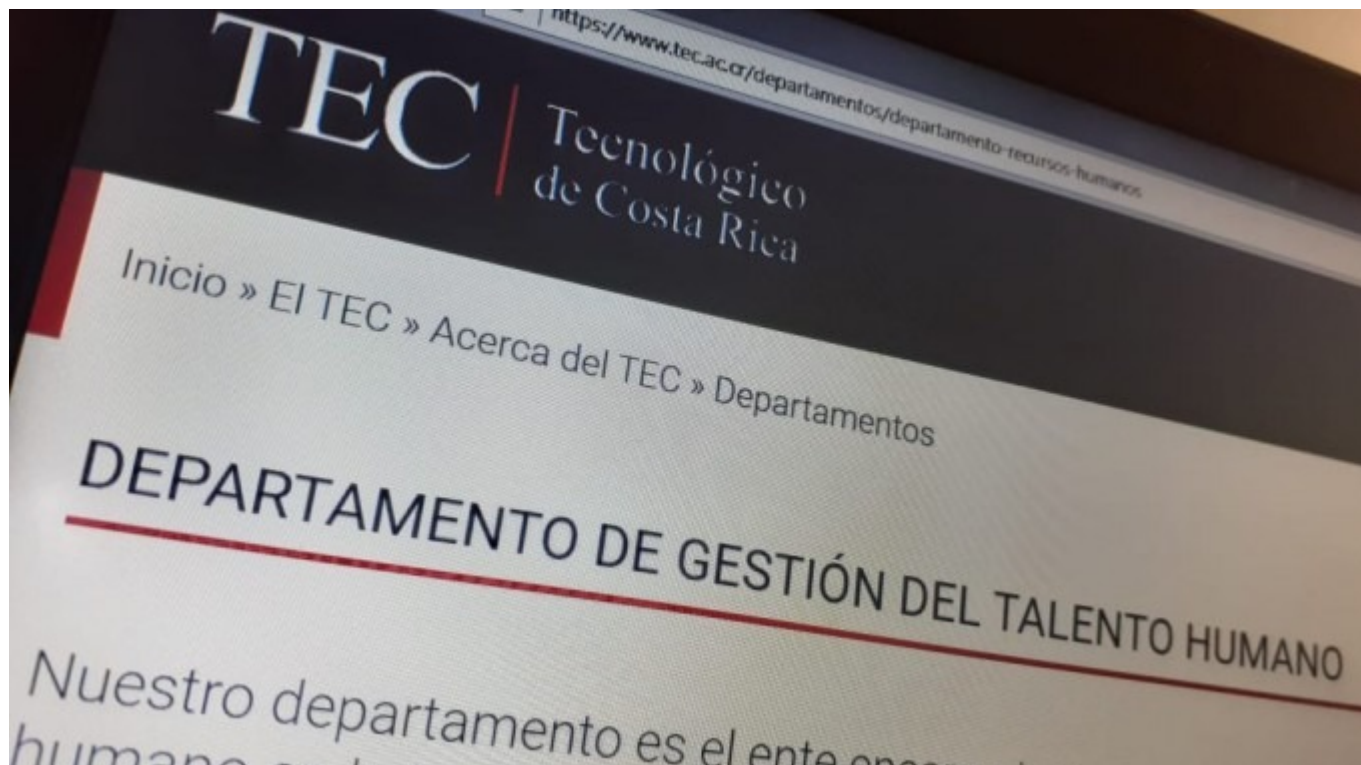 https://www.tec.ac.cr/departamentos/departamento-recursos-humanos
TEC
Tecnológico
de Costa Rica
Inicio » El TEC » Acerca del TEC » Departamentos
DEPARTAMENTO DE GESTIÓN DEL TALENTO HUMANO
Nuestro departamento es el ente
humano